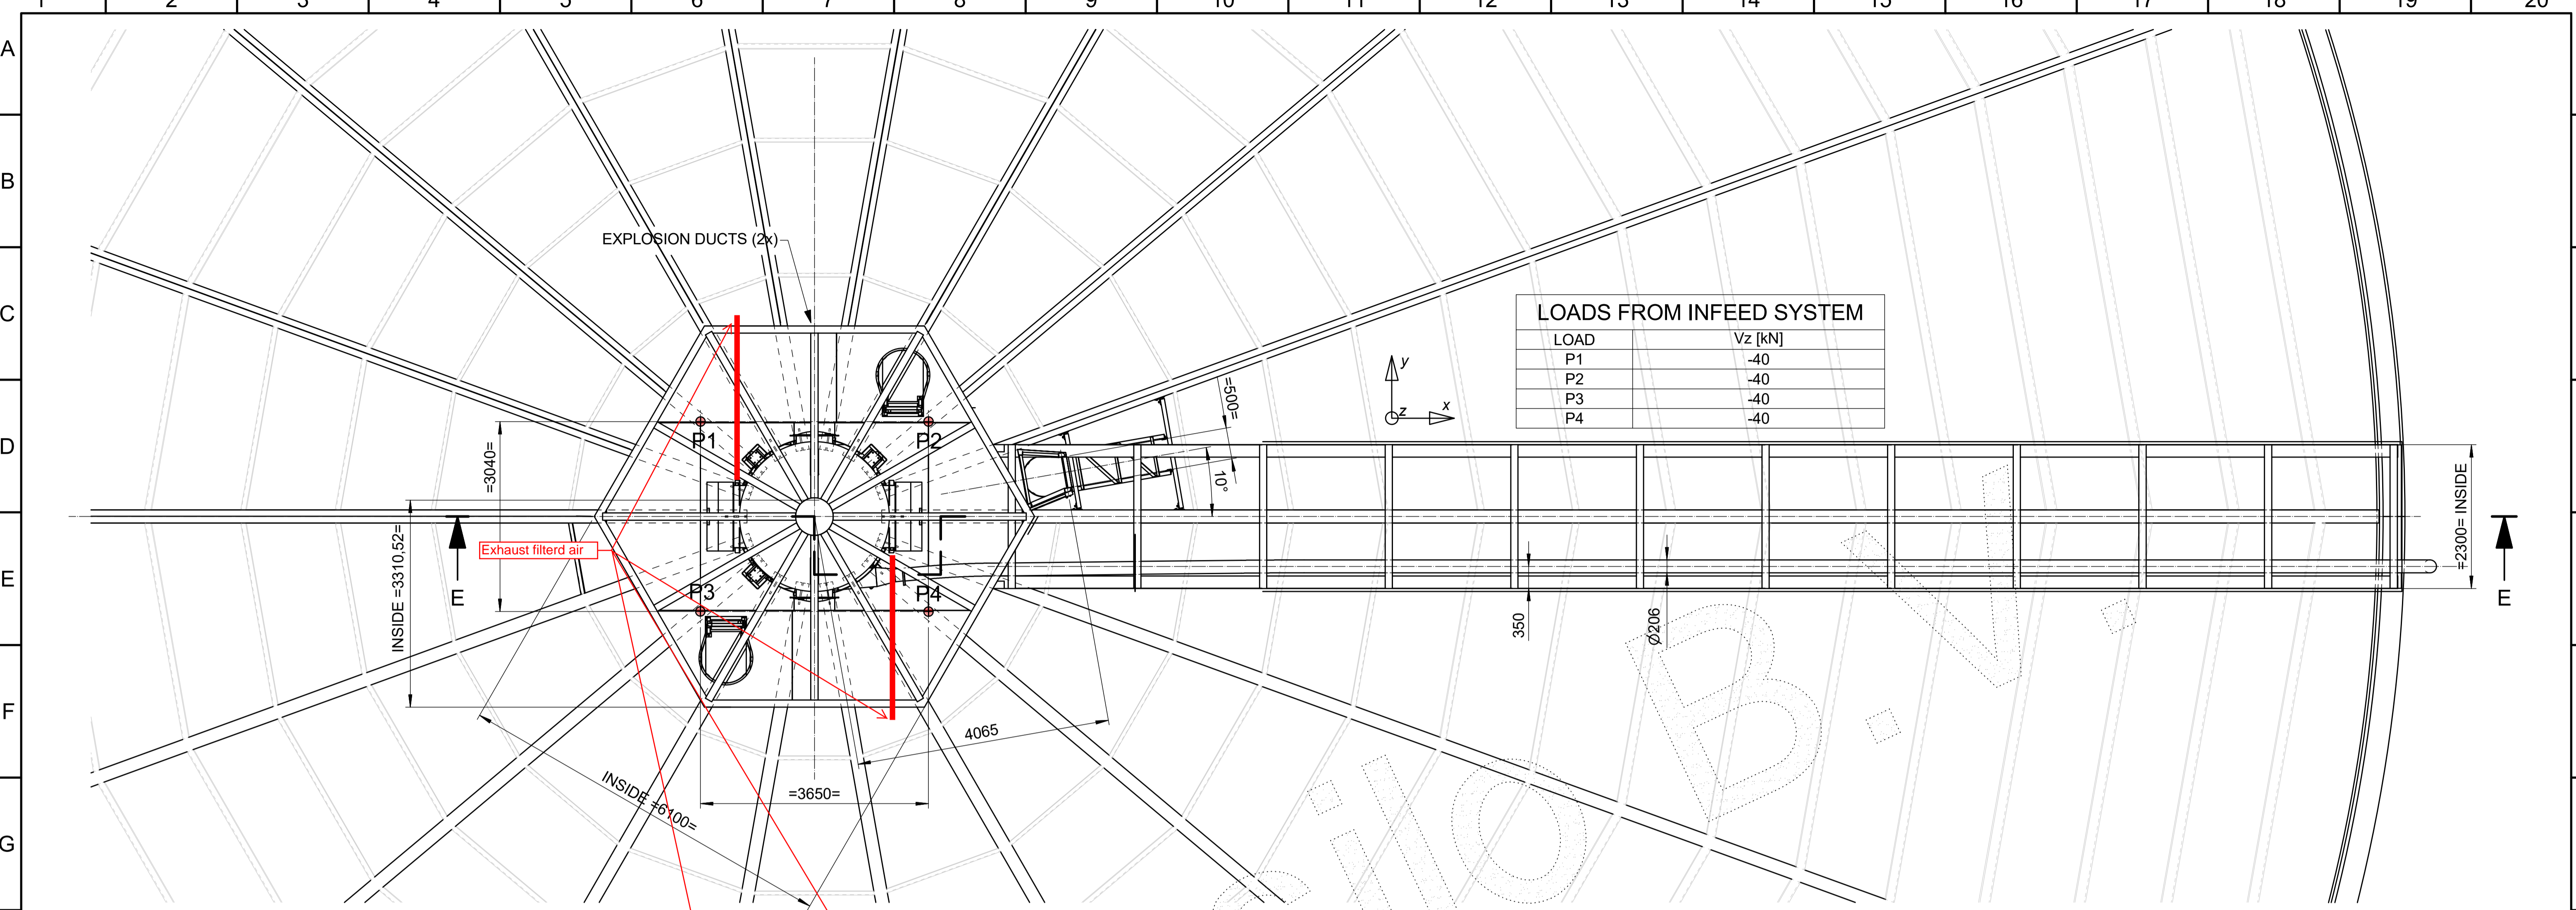 1 2 3 4 5 6 7 8 9 10 11 12 13 14 15 16 17 18 19 20
A
B
EXPLOSION DUCTS (2x)
C
LOADS FROM INFEED SYSTEM
LOAD Vz [kN]
P1 -40
P2 -40
P3 -40
P4 -40
y
z x
=500=
10°
D
P1 P2
=3040=
=2300= INSIDE
INSIDE =3310,52=
Exhaust filterd air
E
E E
P3 P4
350
Ø206
F
4065
INSIDE =6100=
=3650=
G
Silo B.V.